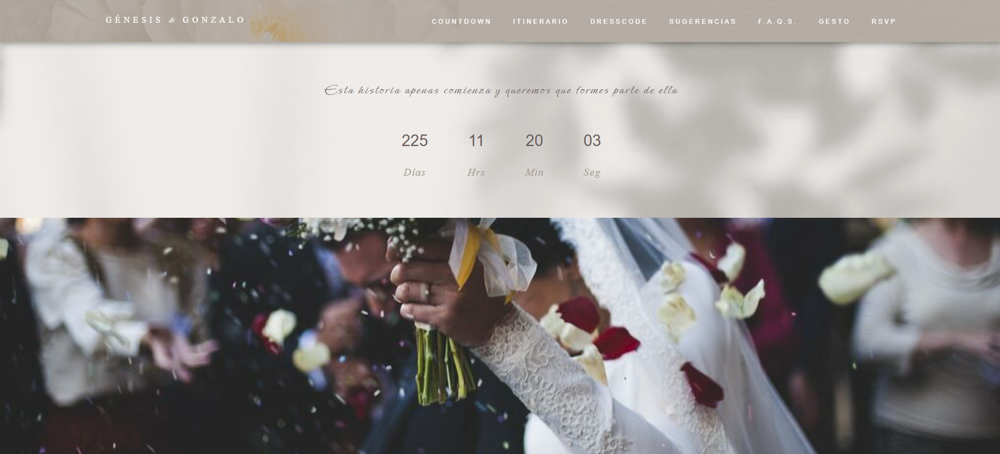 GÉNESIS & GONZALO
COUNTDOWN ITINERARIO DRESSCODE SUGERENCIAS F.A.Q.S. GESTO RSVP
Esta historia apenas comienza y queremos que formes parte de ella
225 11 20 03
Días Hrs Min Seg